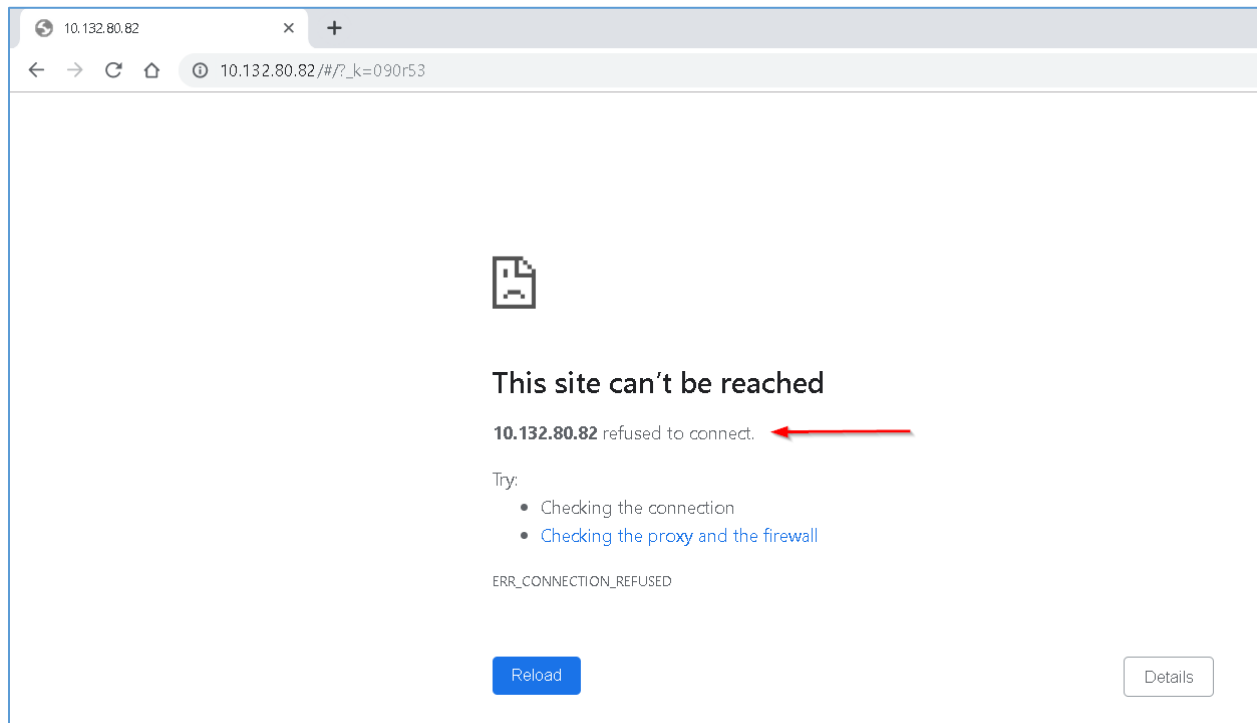 10.132.80.82
10.132.80.82/#/?_k=090r53
This site can't be reached
10.132.80.82 refused to connect.
Try:
Checking the connection
Checking the proxy and the firewall
ERR_CONNECTION_REFUSED
Reload
Details